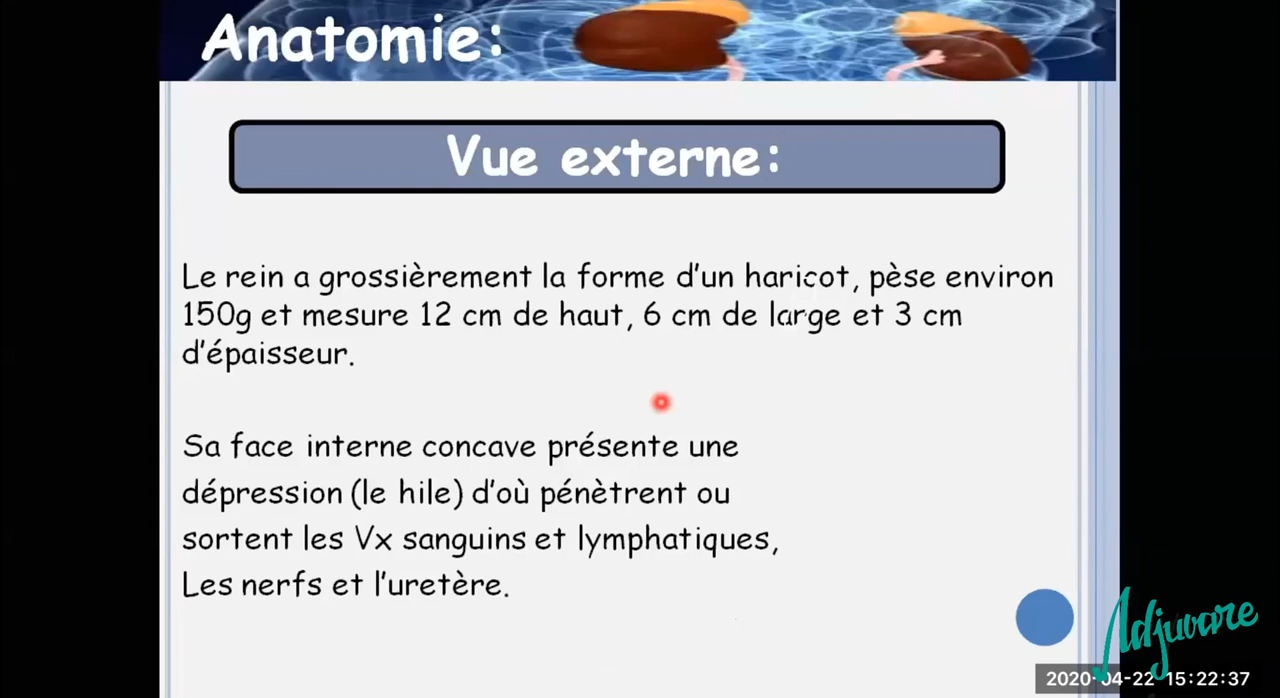 Anatomie:
Vue externe:
Le rein a grossièrement la forme d'un haricot, pèse environ
150g et mesure 12 cm de haut, 6 cm de large et 3 cm
d'épaisseur.
Sa face interne concave présente une
dépression (le hile) d'où pénètrent ou
sortent les Vx sanguins et lymphatiques,
Les nerfs et l'uretère.
Adjuvare
2020-04-22 15:22:37